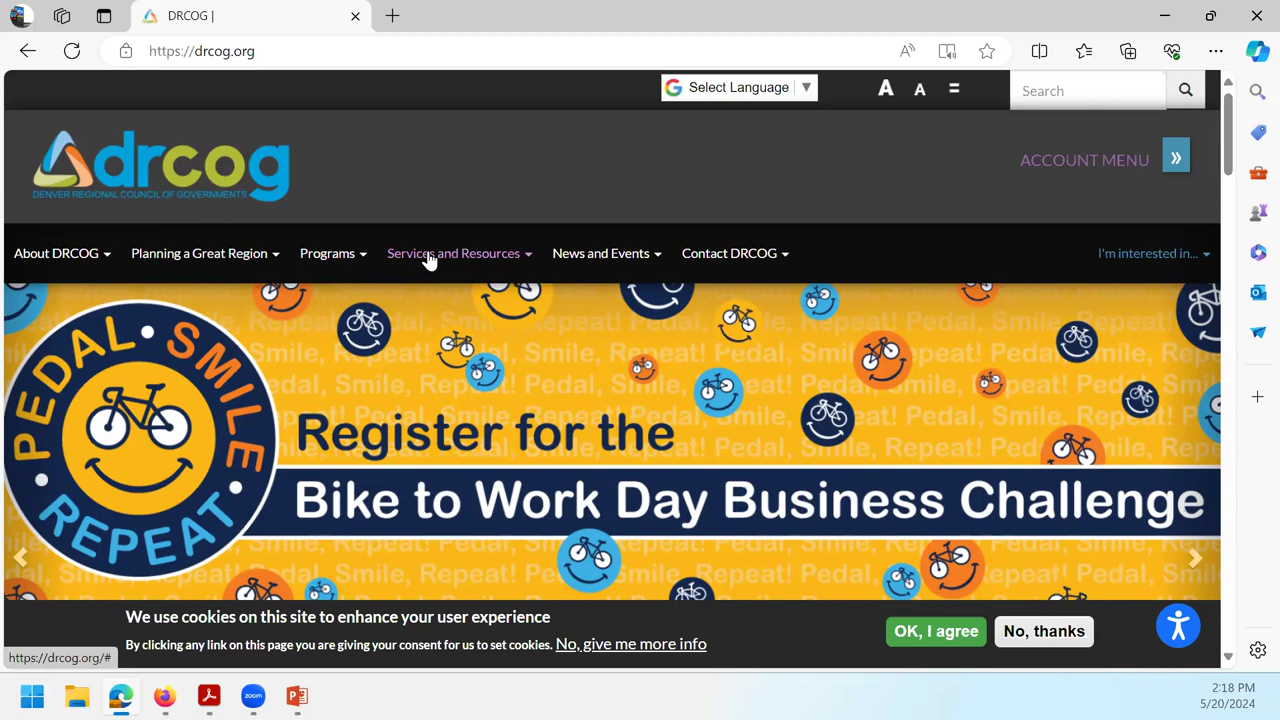 DRCOG |
https://drcog.org
Select Language
A A =
Search
drcog
DENVER REGIONAL COUNCIL OF GOVERNMENTS
ACCOUNT MENU »
About DRCOG
Planning a Great Region
Programs
Services and Resources
News and Events
Contact DRCOG
I'm interested in...
PEDAL • SMILE • REPEAT •
Register for the
Bike to Work Day Business Challenge
We use cookies on this site to enhance your user experience
By clicking any link on this page you are giving your consent for us to set cookies. No, give me more info
OK, I agree
No, thanks
https://drcog.org/#
zoom
2:18 PM
5/20/2024